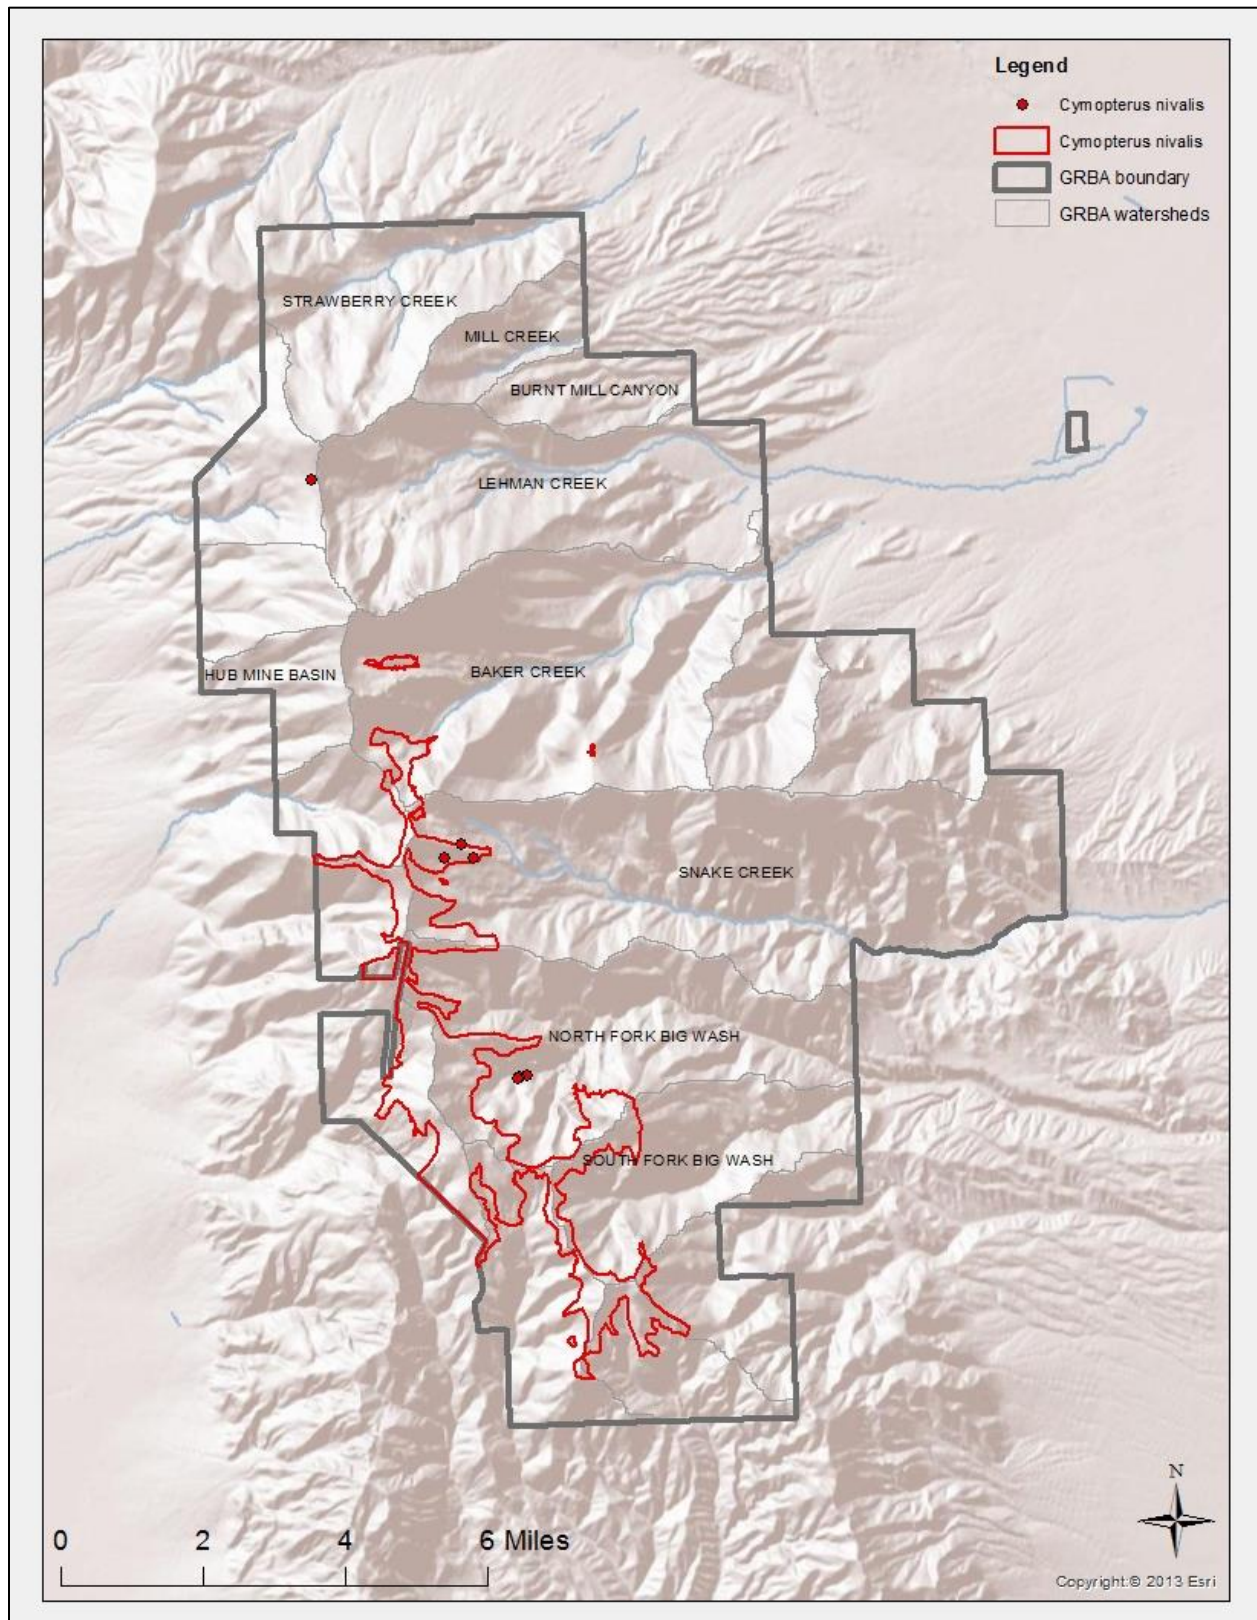 Legend
Cymopterus nivalis
Cymopterus nivalis
GRBA boundary
GRBA watersheds
STRAWBERRY CREEK
MILL CREEK
BURNT MILL CANYON
LEHMAN CREEK
BAKER CREEK
HUB MINE BASIN
SNAKE CREEK
NORTH FORK BIG WASH
SOUTH FORK BIG WASH
N
0 2 4 6 Miles
Copyright:© 2013 Esri